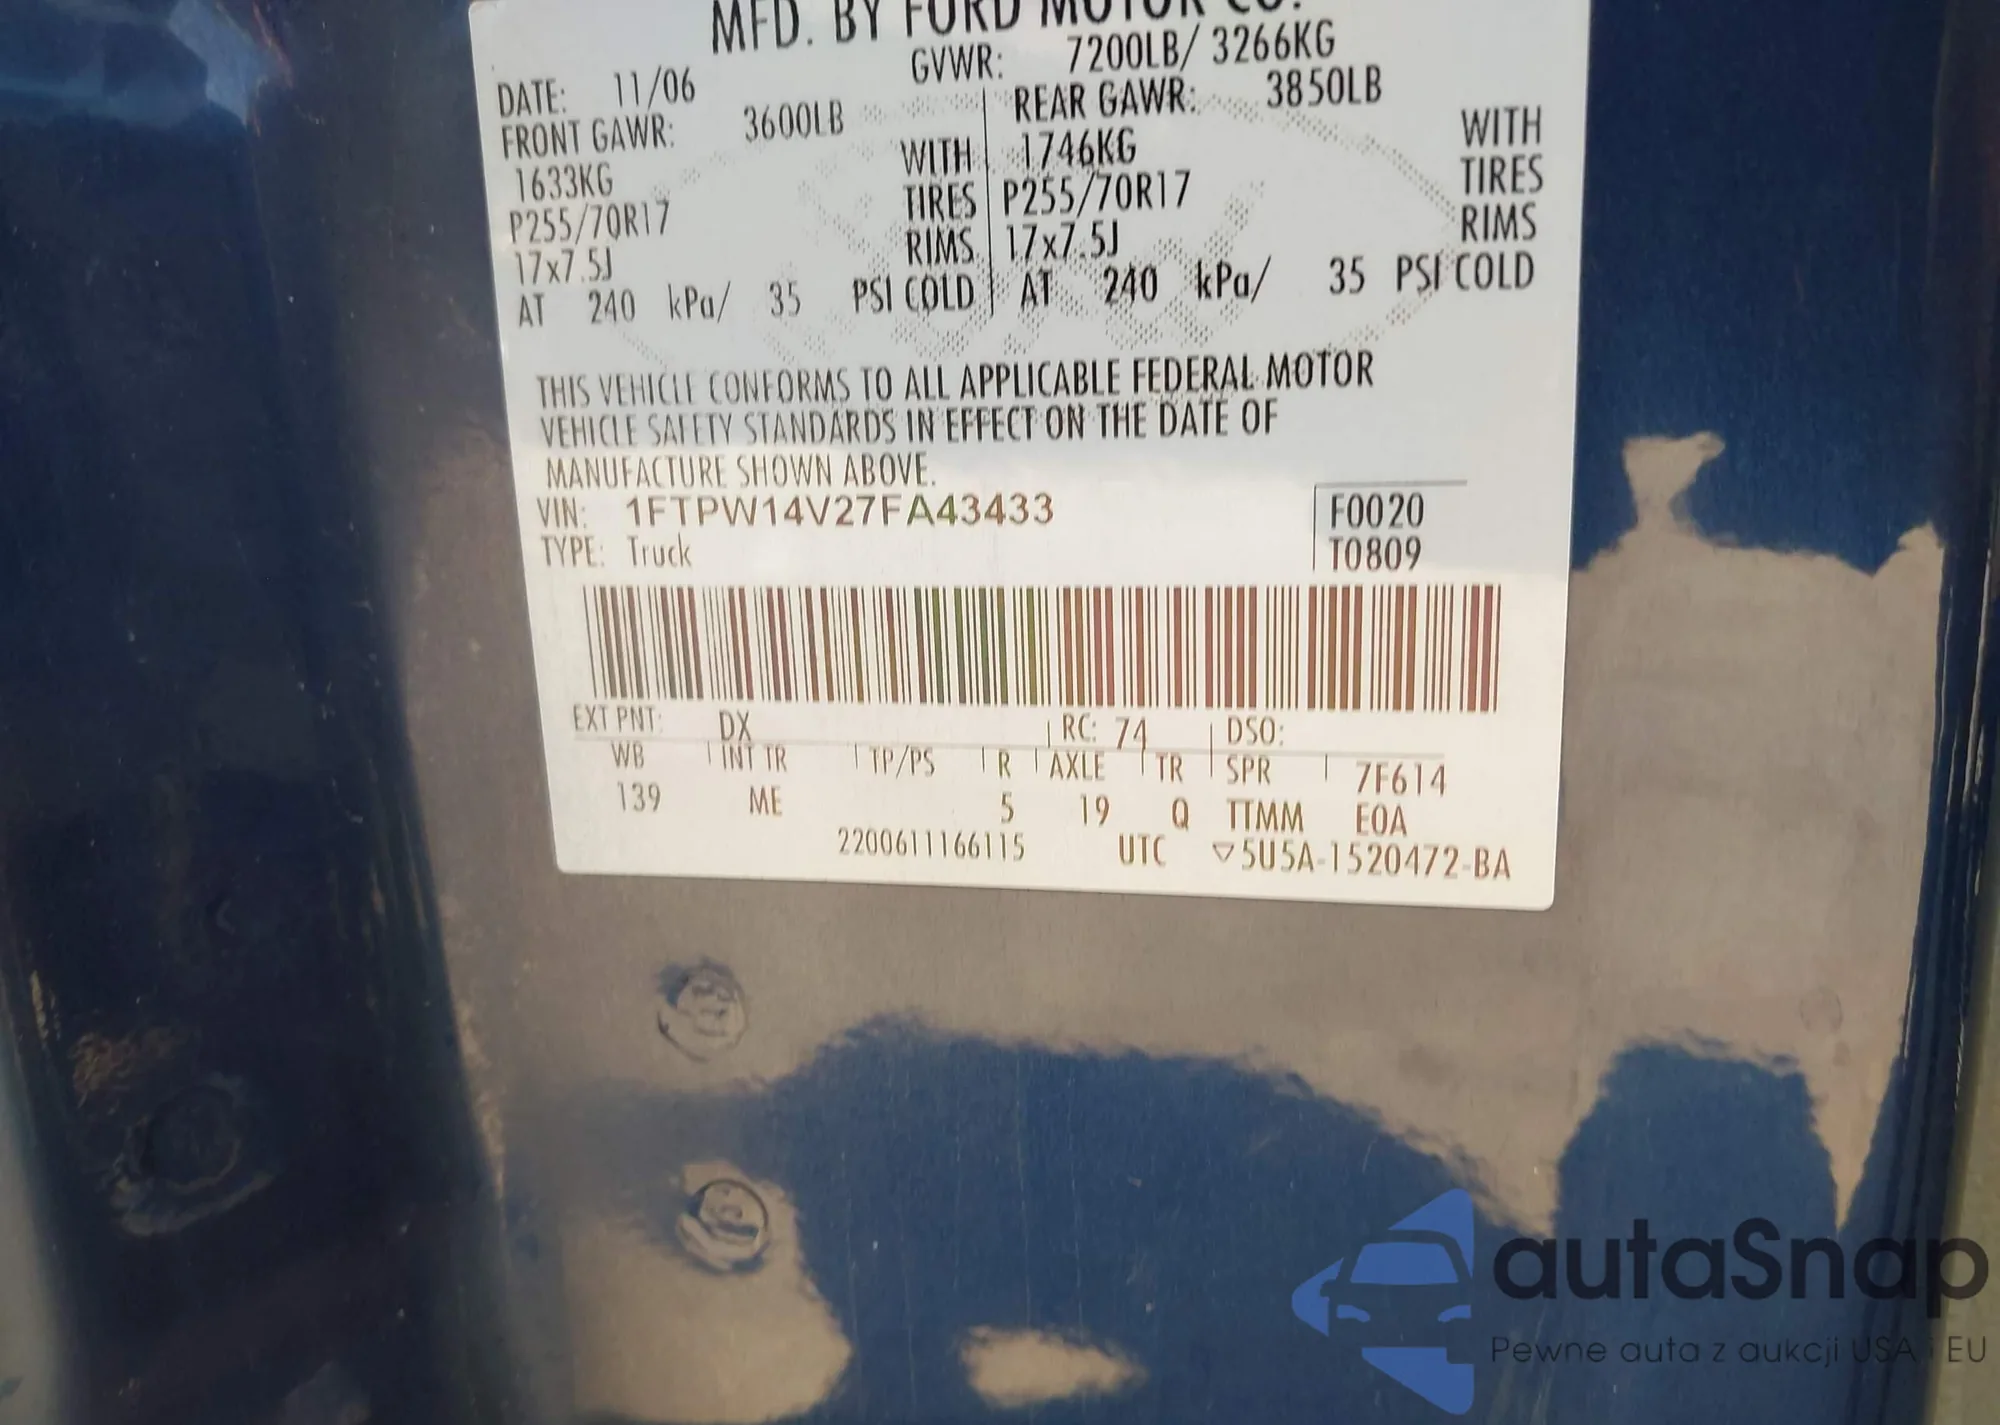 MFD. BY FORD MOTOR CO.
DATE: 11/06 GVWR: 7200LB/ 3266KG
FRONT GAWR: 3600LB REAR GAWR: 3850LB
1633KG WITH 1746KG WITH
P255/70R17 TIRES P255/70R17 TIRES
17x7.5J RIMS 17x7.5J RIMS
AT 240 kPa/ 35 PSI COLD AT 240 kPa/ 35 PSI COLD
THIS VEHICLE CONFORMS TO ALL APPLICABLE FEDERAL MOTOR
VEHICLE SAFETY STANDARDS IN EFFECT ON THE DATE OF
MANUFACTURE SHOWN ABOVE.
VIN: 1FTPW14V27FA43433 F0020
TYPE: Truck T0809
EXT PNT: DX RC: 74 DSO:
WB INT TR TP/PS R AXLE TR SPR 7F614
139 ME 5 19 Q TTMM E0A
2200611166115 UTC ▽5U5A-1520472-BA
autaSnap
Pewne auta z aukcji USA i EU